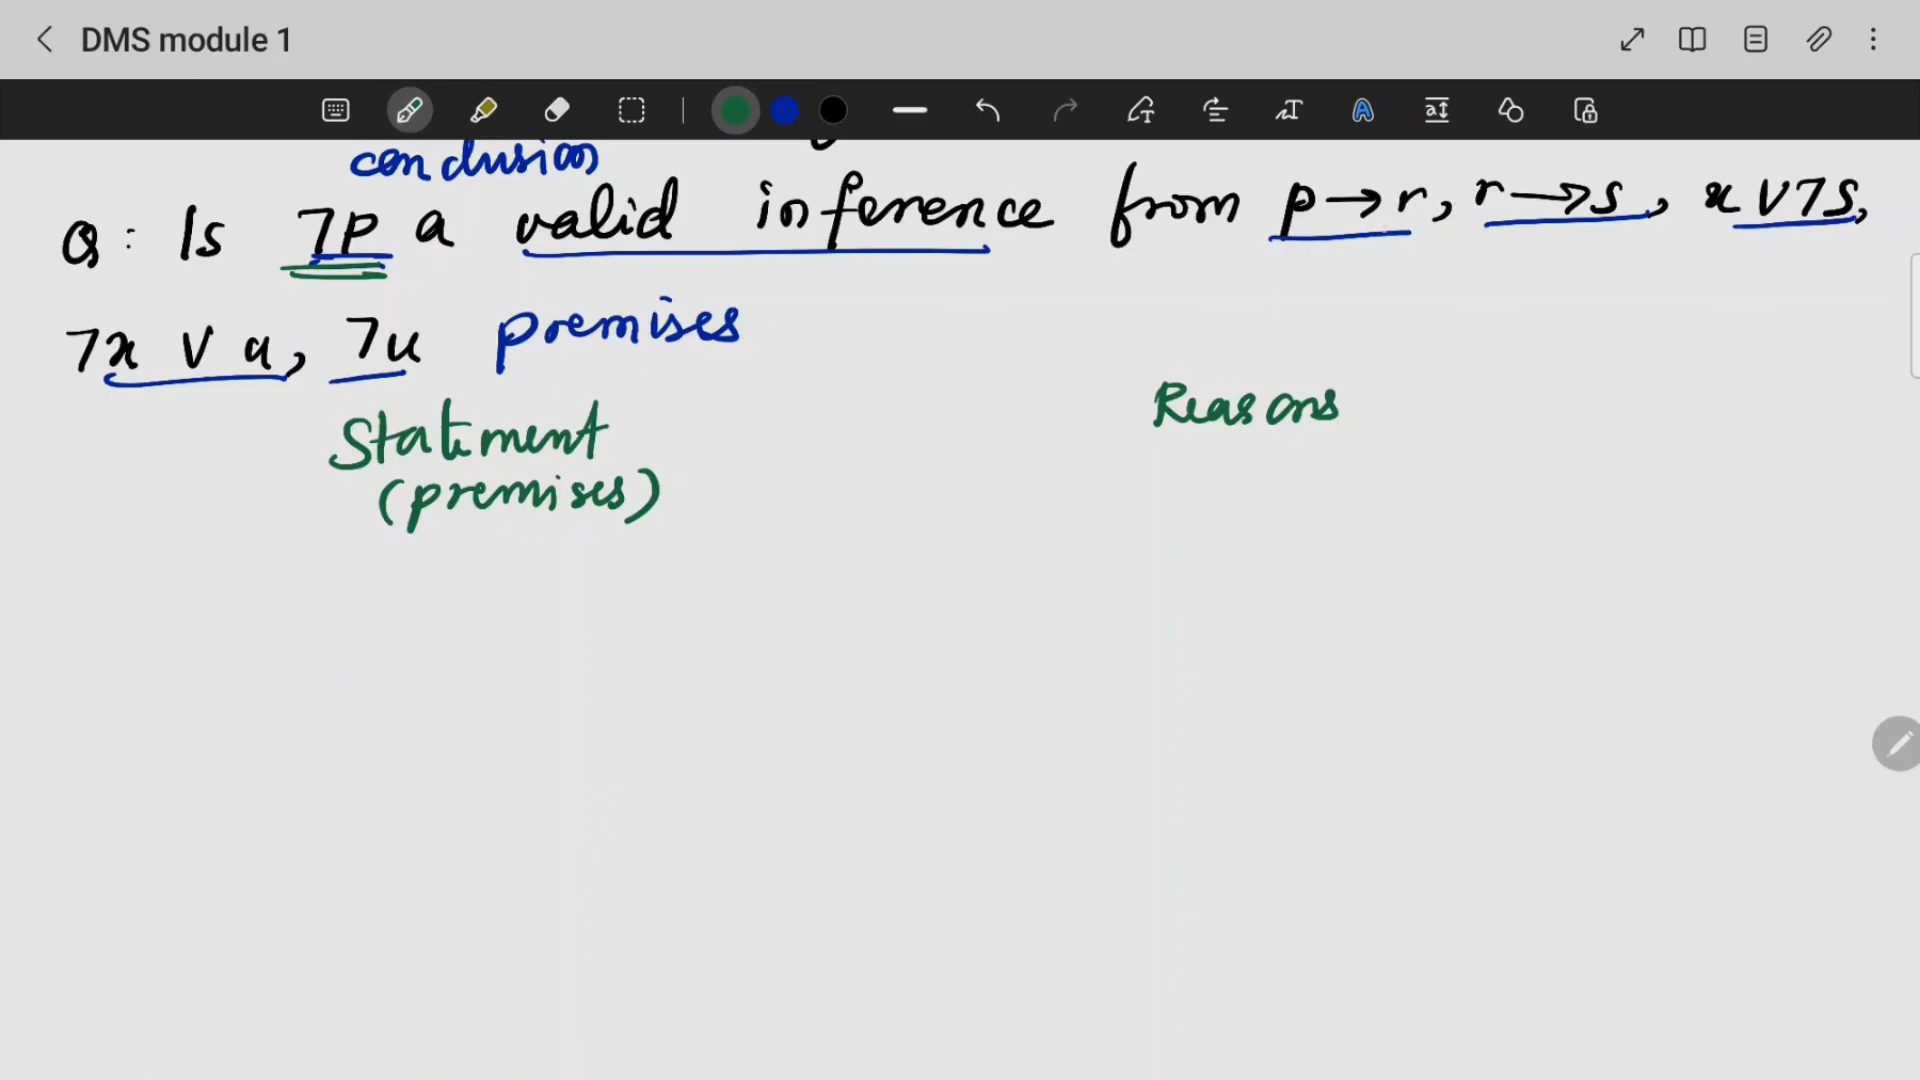 DMS module 1
conclusion
Q: Is ¬p a valid inference from p→r, r→s, x∨¬s,
¬x ∨ u, ¬u premises
Statement Reasons
(premises)